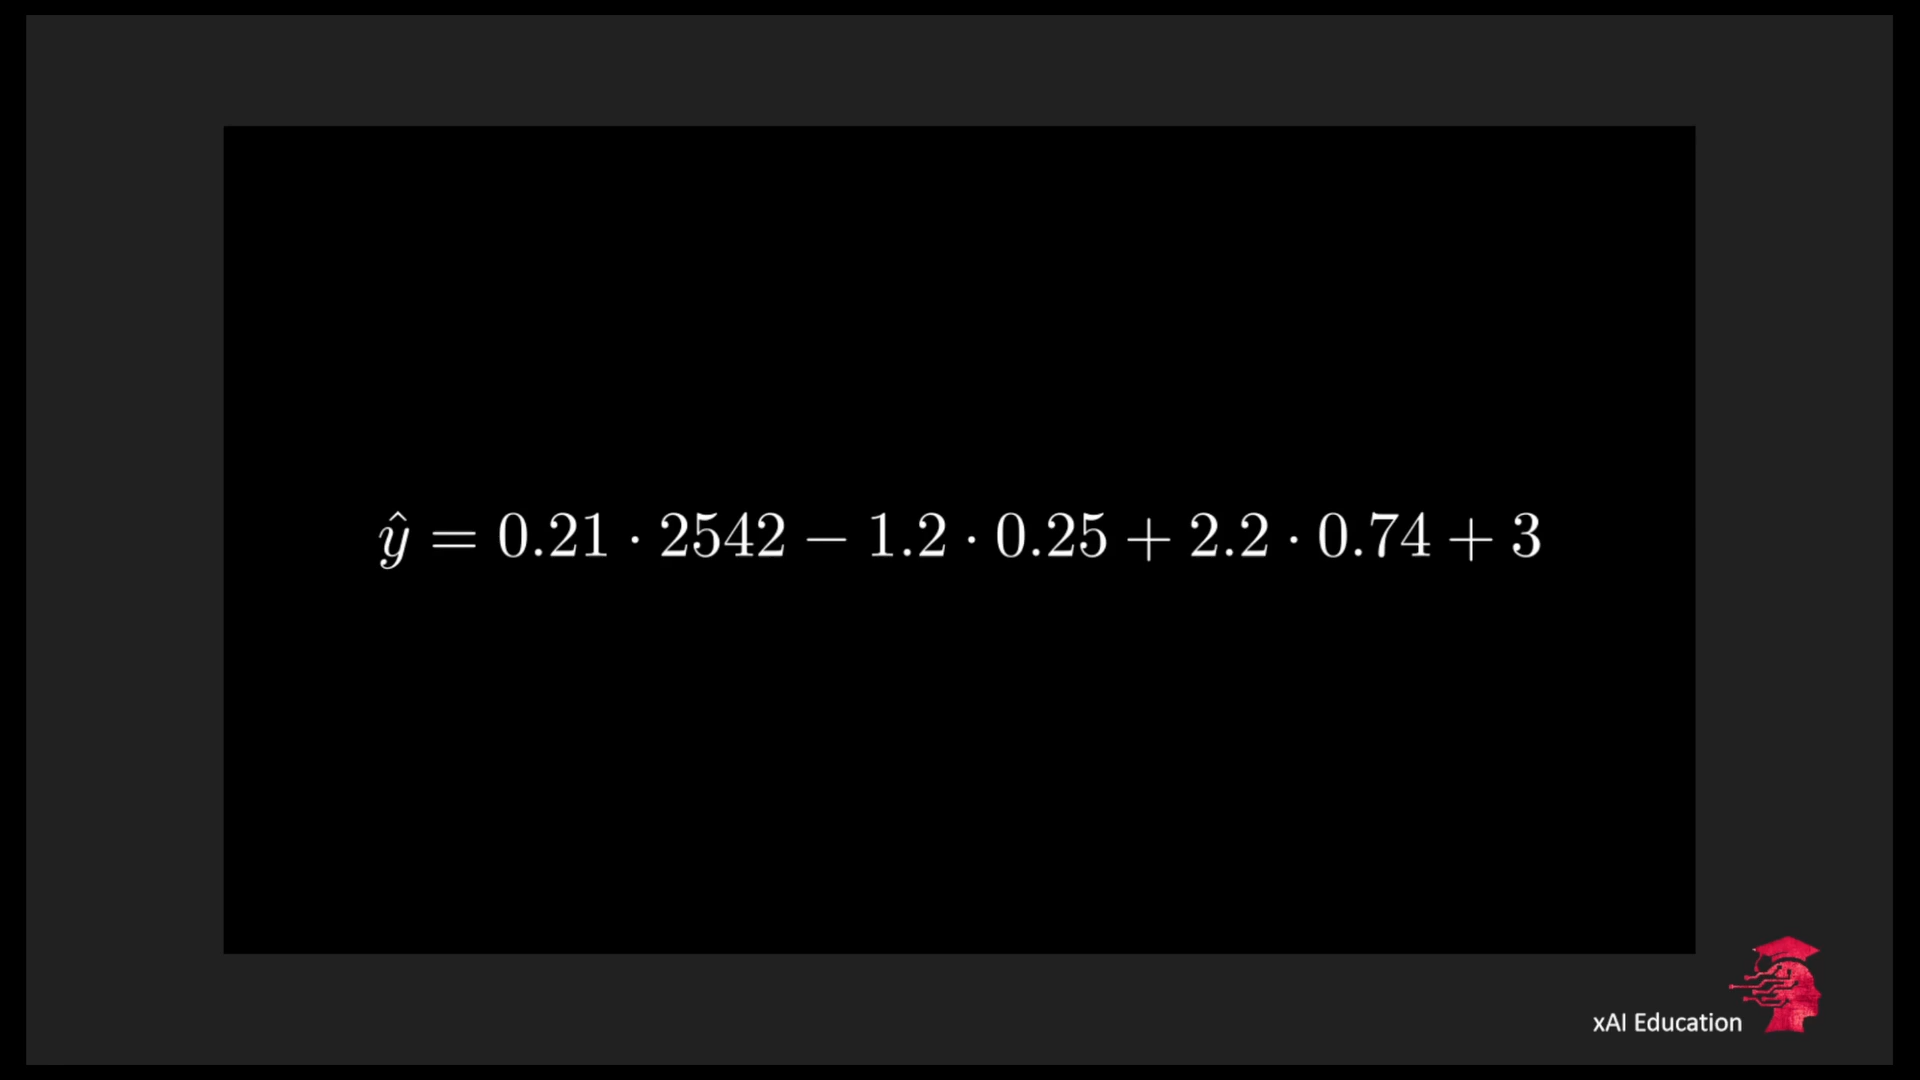 ŷ = 0.21 · 2542 − 1.2 · 0.25 + 2.2 · 0.74 + 3
xAI Education